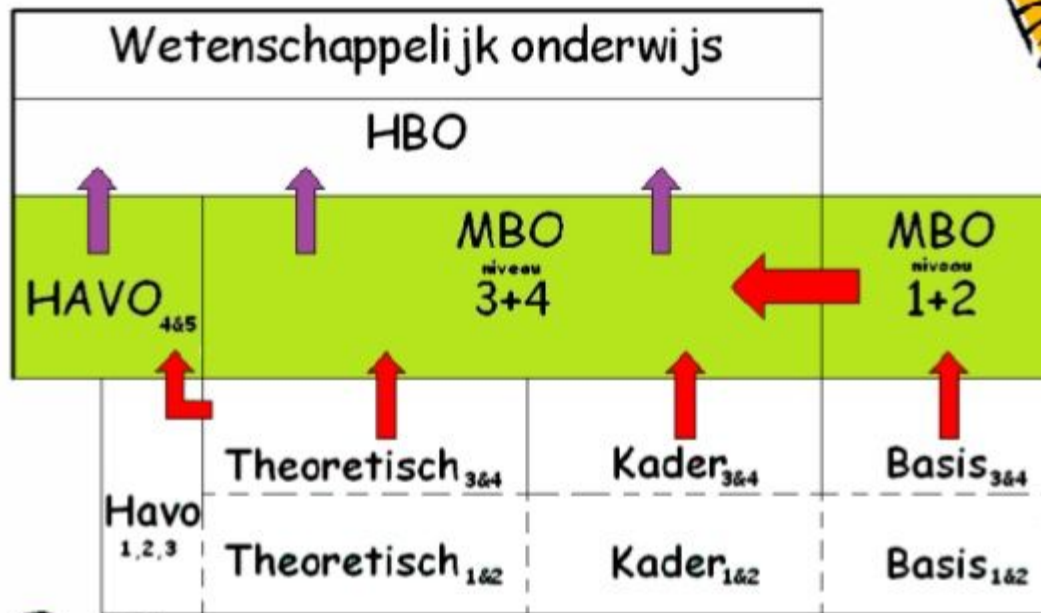 Wetenschappelijk onderwijs
HBO
HAVO 4&5
MBO
niveau
3+4
MBO
niveau
1+2
Theoretisch 3&4
Kader 3&4
Basis 3&4
Havo
1,2,3
Theoretisch 1&2
Kader 1&2
Basis 1&2